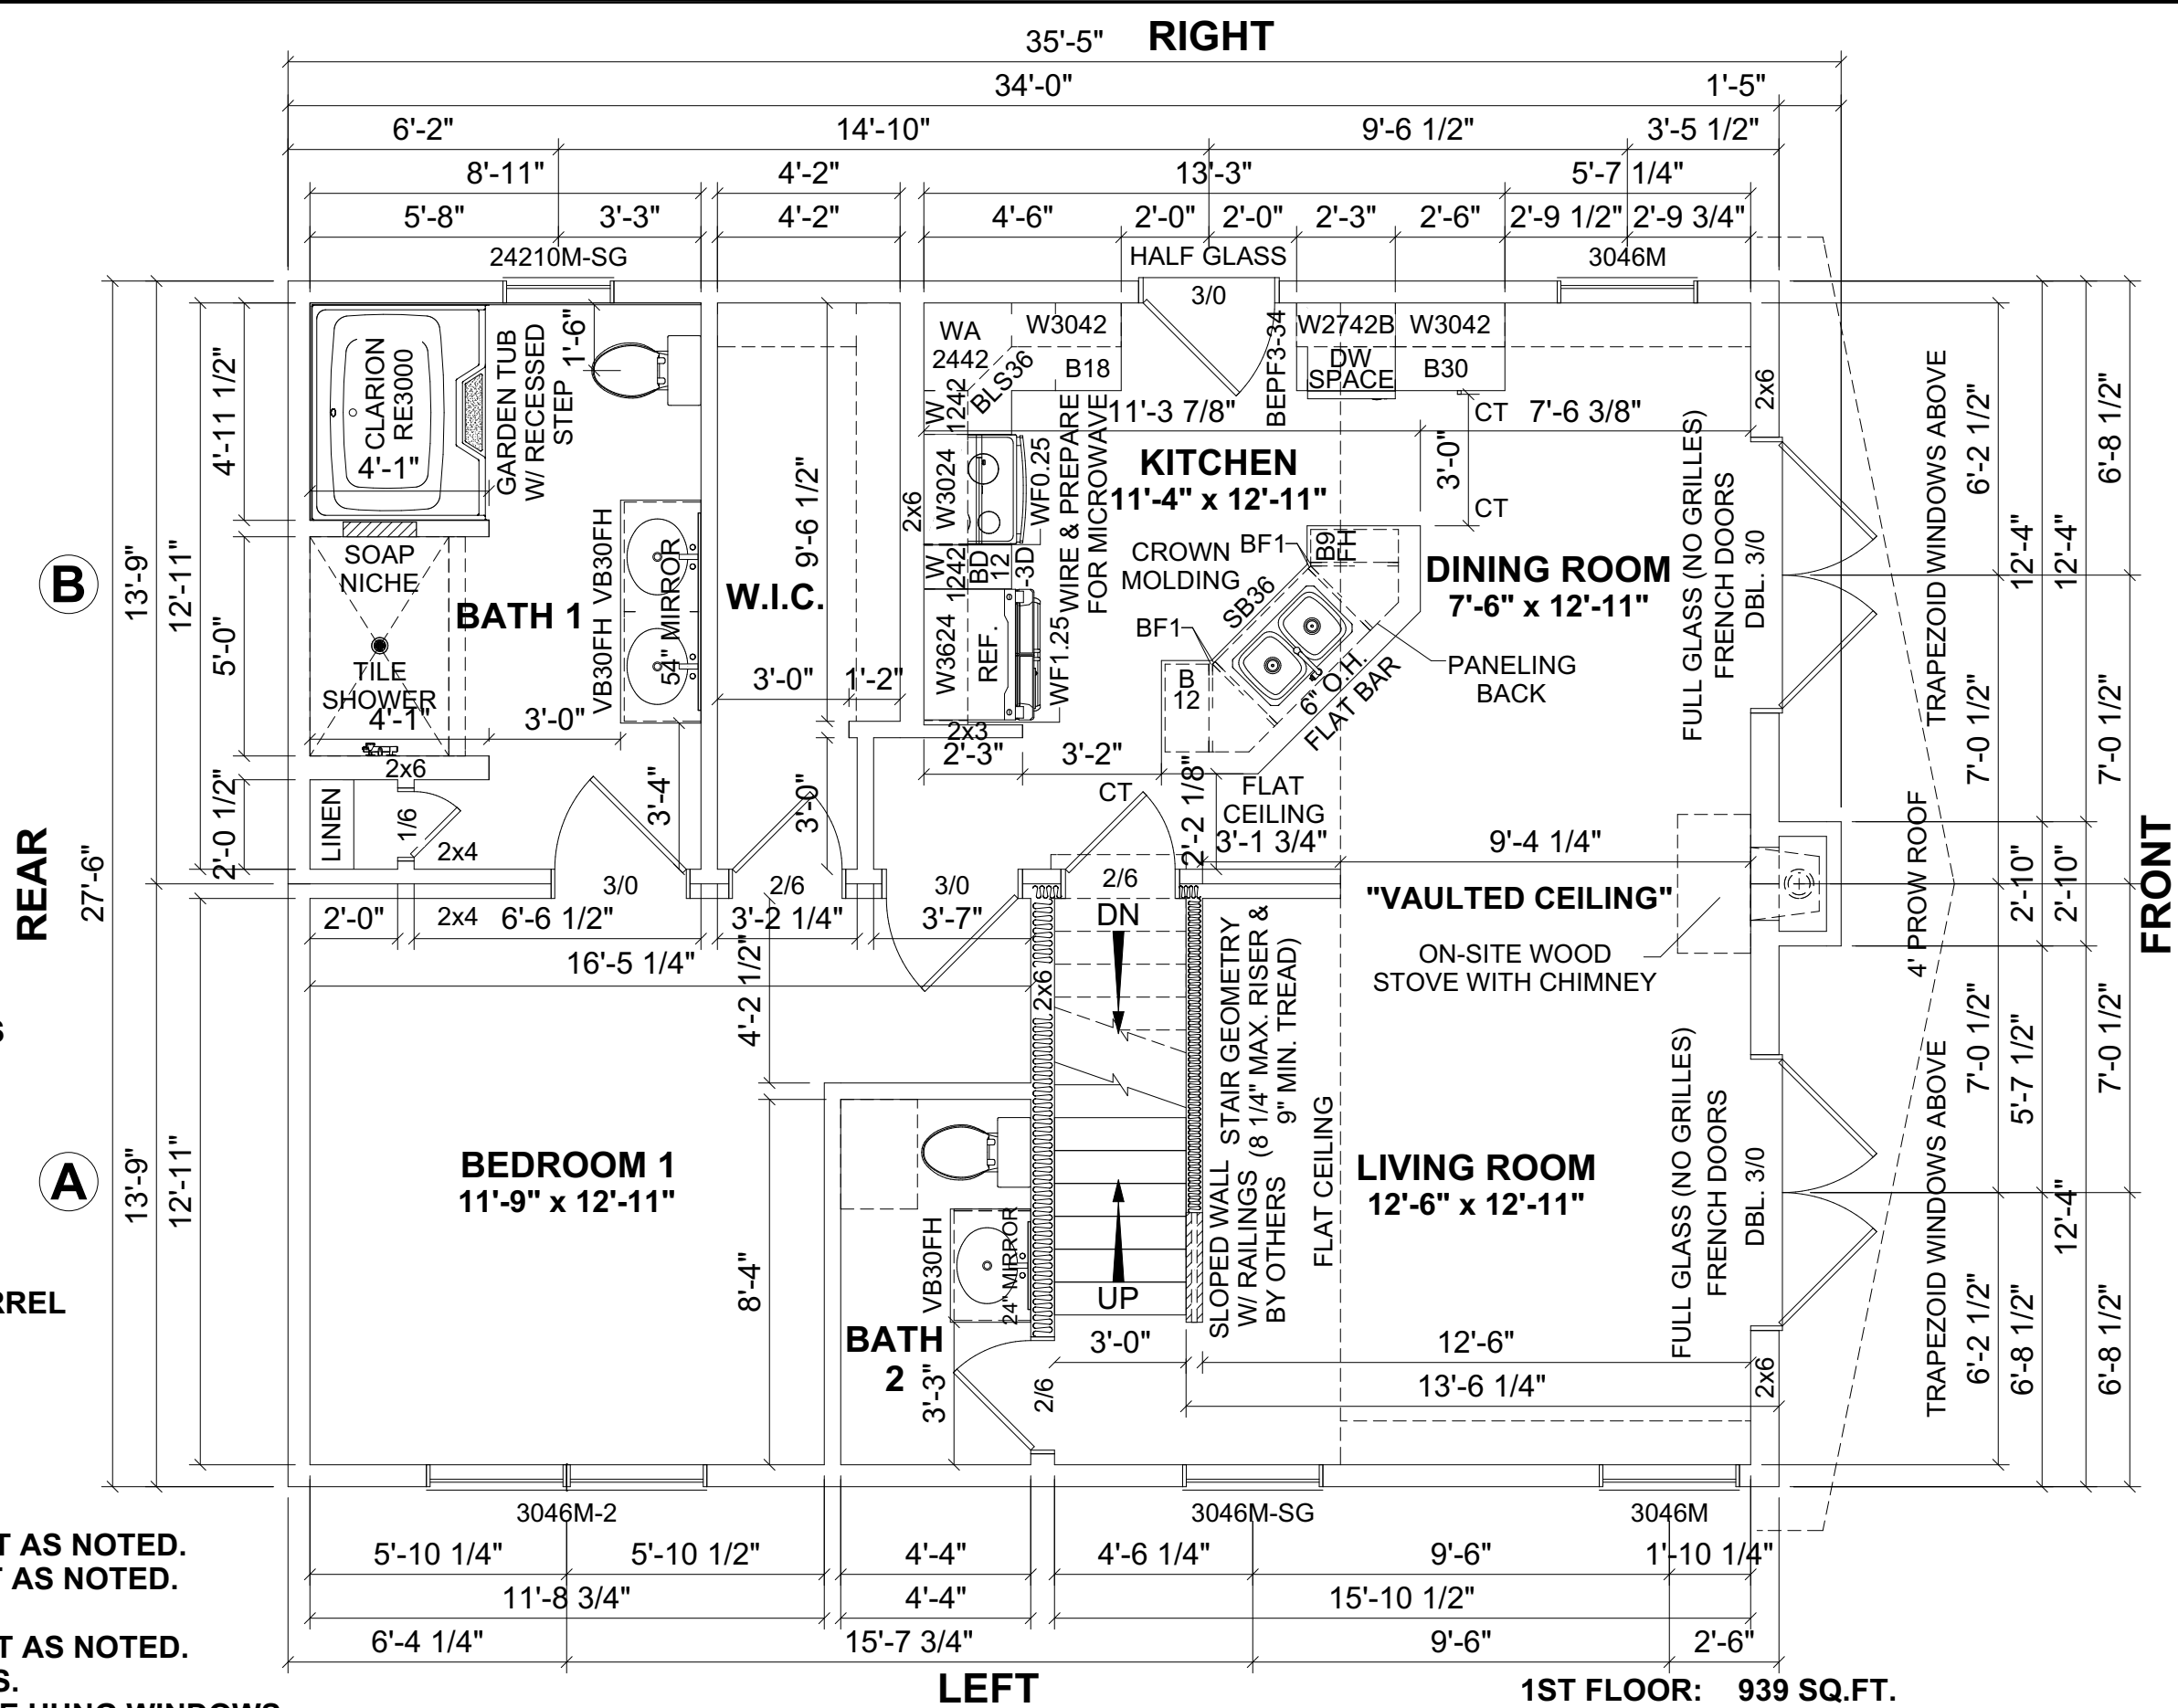 35'-5" RIGHT
34'-0" 1'-5"
6'-2" 14'-10" 9'-6 1/2" 3'-5 1/2"
8'-11" 4'-2" 13'-3" 5'-7 1/4"
5'-8" 3'-3" 4'-2" 4'-6" 2'-0" 2'-0" 2'-3" 2'-6" 2'-9 1/2" 2'-9 3/4"
24210M-SG HALF GLASS 3046M
3/0
CLARION
RE3000
4'-1"
GARDEN TUB
W/ RECESSED
STEP
1'-6"
WA
2442
W3042
BLS36
B18
W2742B
W3042
DW
SPACE
B30
BEPF3-34
2x6
W
1242
11'-3 7/8"
CT
7'-6 3/8"
3'-0"
CT
W3024
WF0.25
WIRE & PREPARE
FOR MICROWAVE
KITCHEN
11'-4" x 12'-11"
9'-6 1/2"
2x6
W
1242
BD
12
-3D
CROWN
MOLDING
BF1
B9
FH
SB36
BF1
B
12
6" O.H.
FLAT BAR
PANELING
BACK
DINING ROOM
7'-6" x 12'-11"
FULL GLASS (NO GRILLES)
FRENCH DOORS
DBL. 3/0
TRAPEZOID WINDOWS ABOVE
6'-2 1/2"
6'-8 1/2"
12'-4"
12'-4"
7'-0 1/2"
7'-0 1/2"
W3624
REF.
WF1.25
2x3
2'-3"
3'-2"
SOAP
NICHE
TILE
SHOWER
4'-1"
3'-0"
BATH 1
VB30FH VB30FH
54" MIRROR
W.I.C.
3'-0" 1'-2"
3'-4"
3'-0"
2x6
LINEN
1/6
2x4
CT
2'-2 1/8"
FLAT
CEILING
3'-1 3/4"
9'-4 1/4"
4'-11 1/2"
5'-0"
2'-0 1/2"
12'-11"
13'-9"
B
REAR
27'-6"
3/0 2/6 3/0 2/6
2'-0" 2x4 6'-6 1/2" 3'-2 1/4" 3'-7"
DN
16'-5 1/4"
4'-2 1/2"
2x6
"VAULTED CEILING"
ON-SITE WOOD
STOVE WITH CHIMNEY
4' PROW ROOF
2'-10"
2'-10"
FRONT
SLOPED WALL
W/ RAILINGS
BY OTHERS
STAIR GEOMETRY
(8 1/4" MAX. RISER &
9" MIN. TREAD)
FLAT CEILING
S
A
13'-9"
12'-11"
BEDROOM 1
11'-9" x 12'-11"
8'-4"
VB30FH
24" MIRROR
BATH
2
3'-3"
2/6
UP
3'-0"
LIVING ROOM
12'-6" x 12'-11"
FULL GLASS (NO GRILLES)
FRENCH DOORS
DBL. 3/0
12'-6"
13'-6 1/4"
2x6
TRAPEZOID WINDOWS ABOVE
7'-0 1/2"
5'-7 1/2"
7'-0 1/2"
12'-4"
6'-2 1/2"
6'-8 1/2"
6'-8 1/2"
RREL
3046M-2 3046M-SG 3046M
T AS NOTED.
5'-10 1/4" 5'-10 1/2" 4'-4" 4'-6 1/4" 9'-6" 1'-10 1/4"
T AS NOTED.
11'-8 3/4" 4'-4" 15'-10 1/2"
T AS NOTED.
6'-4 1/4" 15'-7 3/4" 9'-6" 2'-6"
S.
LEFT
1ST FLOOR: 939 SQ.FT.